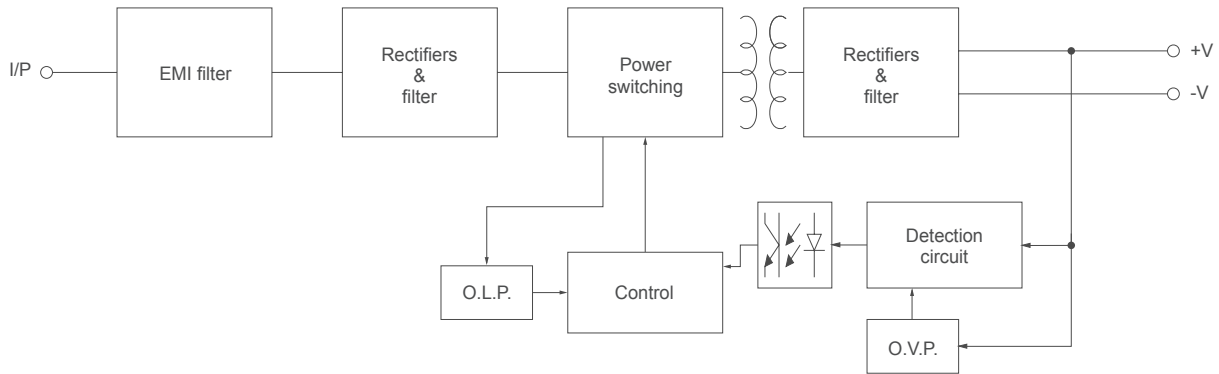 I/P
EMI filter
Rectifiers
&
filter
Power
switching
Rectifiers
&
filter
+V
-V
O.L.P.
Control
Detection
circuit
O.V.P.